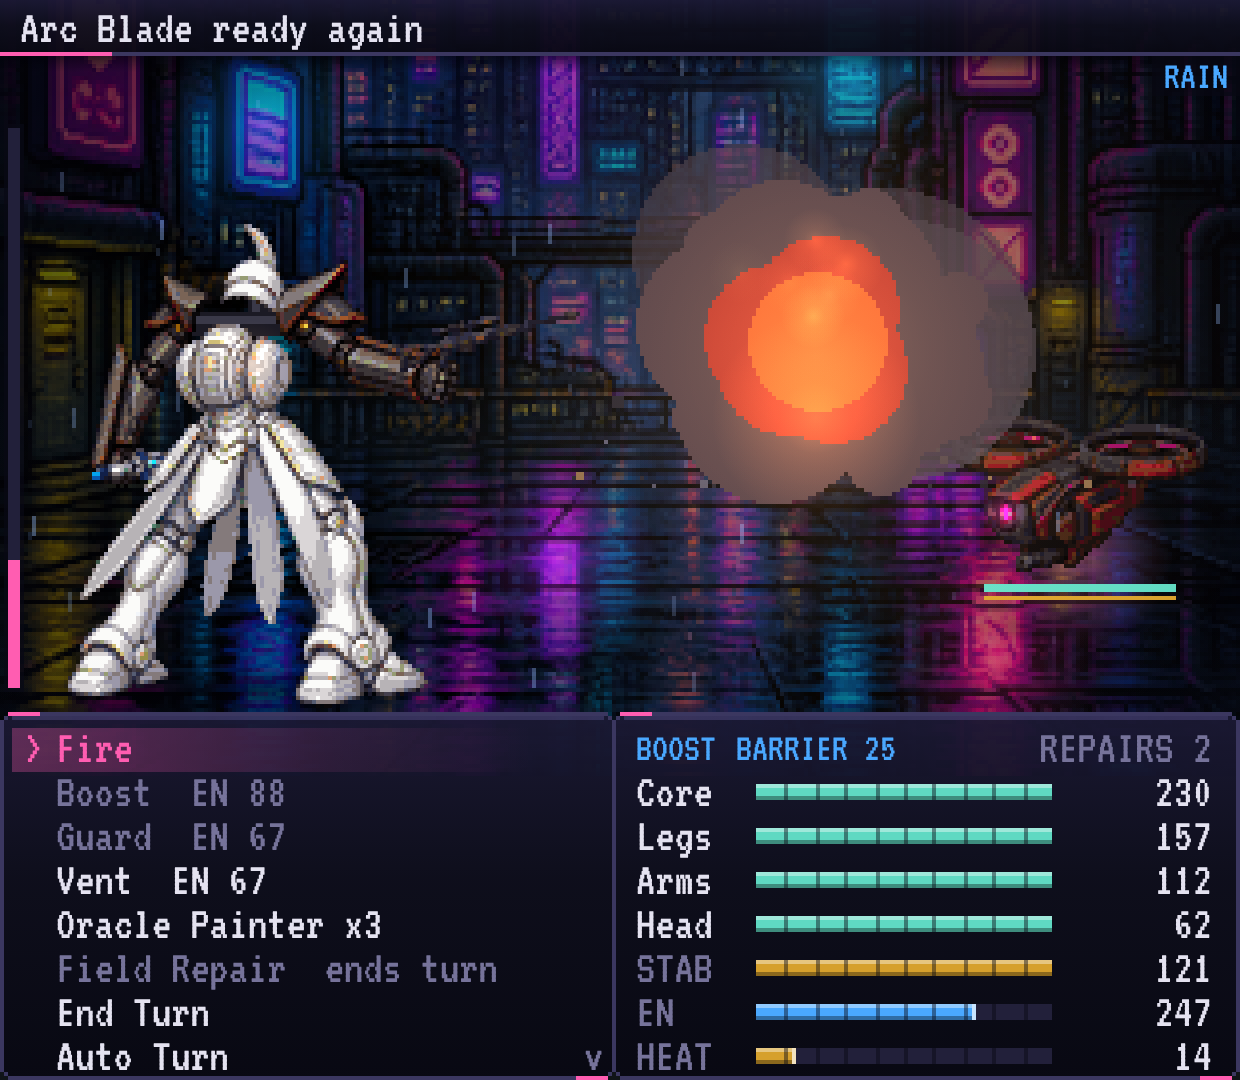 Arc Blade ready again
RAIN
> Fire
Boost EN 88
Guard EN 67
Vent EN 67
Oracle Painter x3
Field Repair ends turn
End Turn
Auto Turn v
BOOST BARRIER 25 REPAIRS 2
Core 230
Legs 157
Arms 112
Head 62
STAB 121
EN 247
HEAT 14